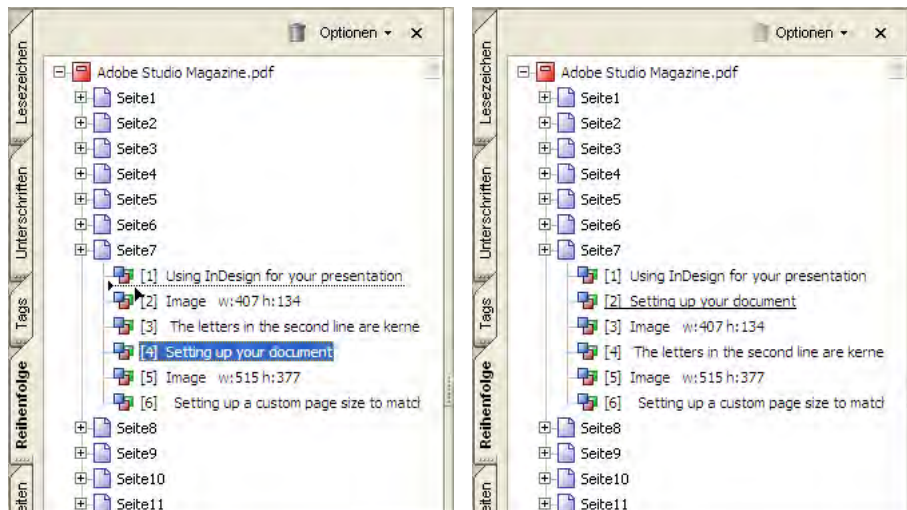 Optionen
Adobe Studio Magazine.pdf
Seite1
Seite2
Seite3
Seite4
Seite5
Seite6
Seite7
[1] Using InDesign for your presentation
[2] Image w:407 h:134
[3] The letters in the second line are kerne
[4] Setting up your document
[5] Image w:515 h:377
[6] Setting up a custom page size to match
Seite8
Seite9
Seite10
Seite11
Lesezeichen
Unterschriften
Tags
Reihenfolge
eiten
Optionen
Adobe Studio Magazine.pdf
Seite1
Seite2
Seite3
Seite4
Seite5
Seite6
Seite7
[1] Using InDesign for your presentation
[2] Setting up your document
[3] Image w:407 h:134
[4] The letters in the second line are kerne
[5] Image w:515 h:377
[6] Setting up a custom page size to match
Seite8
Seite9
Seite10
Seite11
Lesezeichen
Unterschriften
Tags
Reihenfolge
eiten